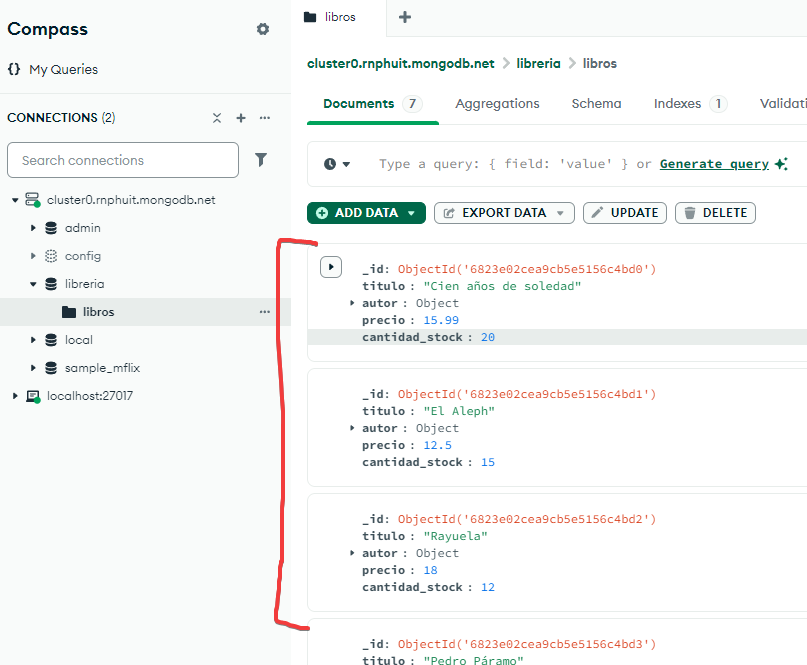 Compass
{} My Queries
CONNECTIONS (2)
Search connections
cluster0.rnphuit.mongodb.net
admin
config
libreria
libros
local
sample_mflix
localhost:27017
libros
cluster0.rnphuit.mongodb.net > libreria > libros
Documents 7 Aggregations Schema Indexes 1 Validati
Type a query: { field: 'value' } or Generate query
ADD DATA EXPORT DATA UPDATE DELETE
_id: ObjectId('6823e02cea9cb5e5156c4bd0')
titulo : "Cien años de soledad"
autor : Object
precio : 15.99
cantidad_stock : 20
_id: ObjectId('6823e02cea9cb5e5156c4bd1')
titulo : "El Aleph"
autor : Object
precio : 12.5
cantidad_stock : 15
_id: ObjectId('6823e02cea9cb5e5156c4bd2')
titulo : "Rayuela"
autor : Object
precio : 18
cantidad_stock : 12
_id: ObjectId('6823e02cea9cb5e5156c4bd3')
titulo : "Pedro Páramo"